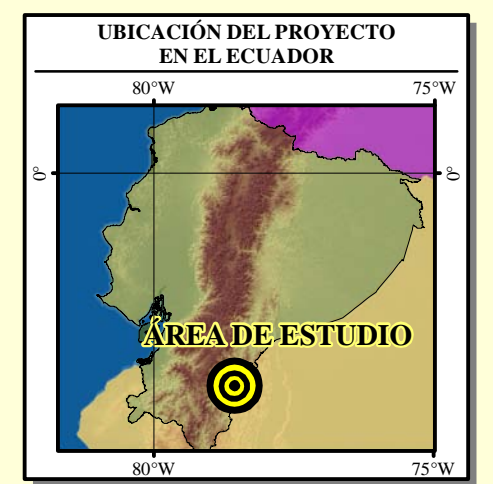 UBICACIÓN DEL PROYECTO
EN EL ECUADOR
80°W 75°W
0° 0°
ÁREA DE ESTUDIO
80°W 75°W